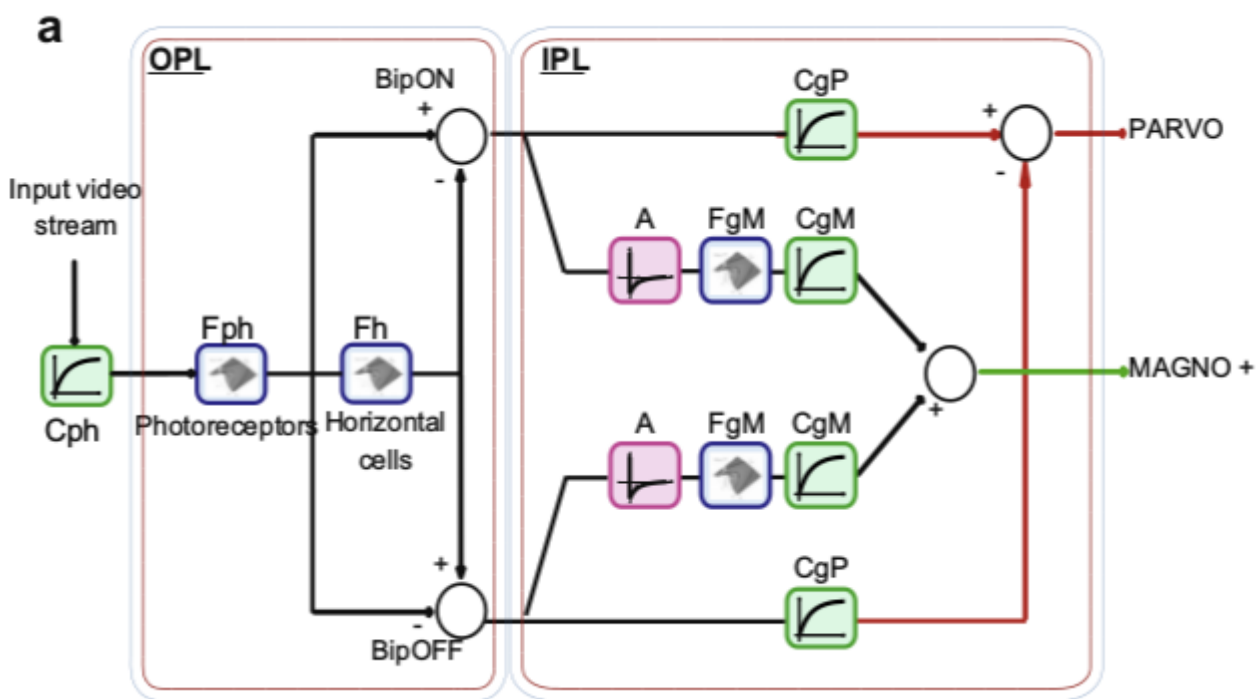 a
OPL
IPL
BipON
CgP
+
+
PARVO
-
-
Input video
stream
A
FgM
CgM
Fph
Fh
MAGNO +
Cph
Photoreceptors
Horizontal
cells
+
A
FgM
CgM
+
CgP
-
BipOFF